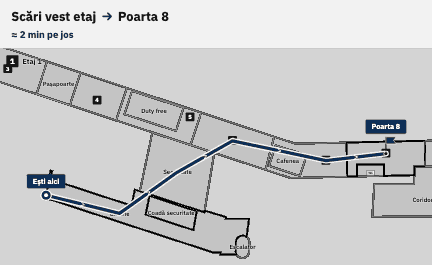 Scări vest etaj → Poarta 8
≈ 2 min pe jos
1 Etaj 1
3
Pașapoarte
4
Duty free
5
Poarta 8
Cafenea
Ești aici
Coadă securitate
Escalator